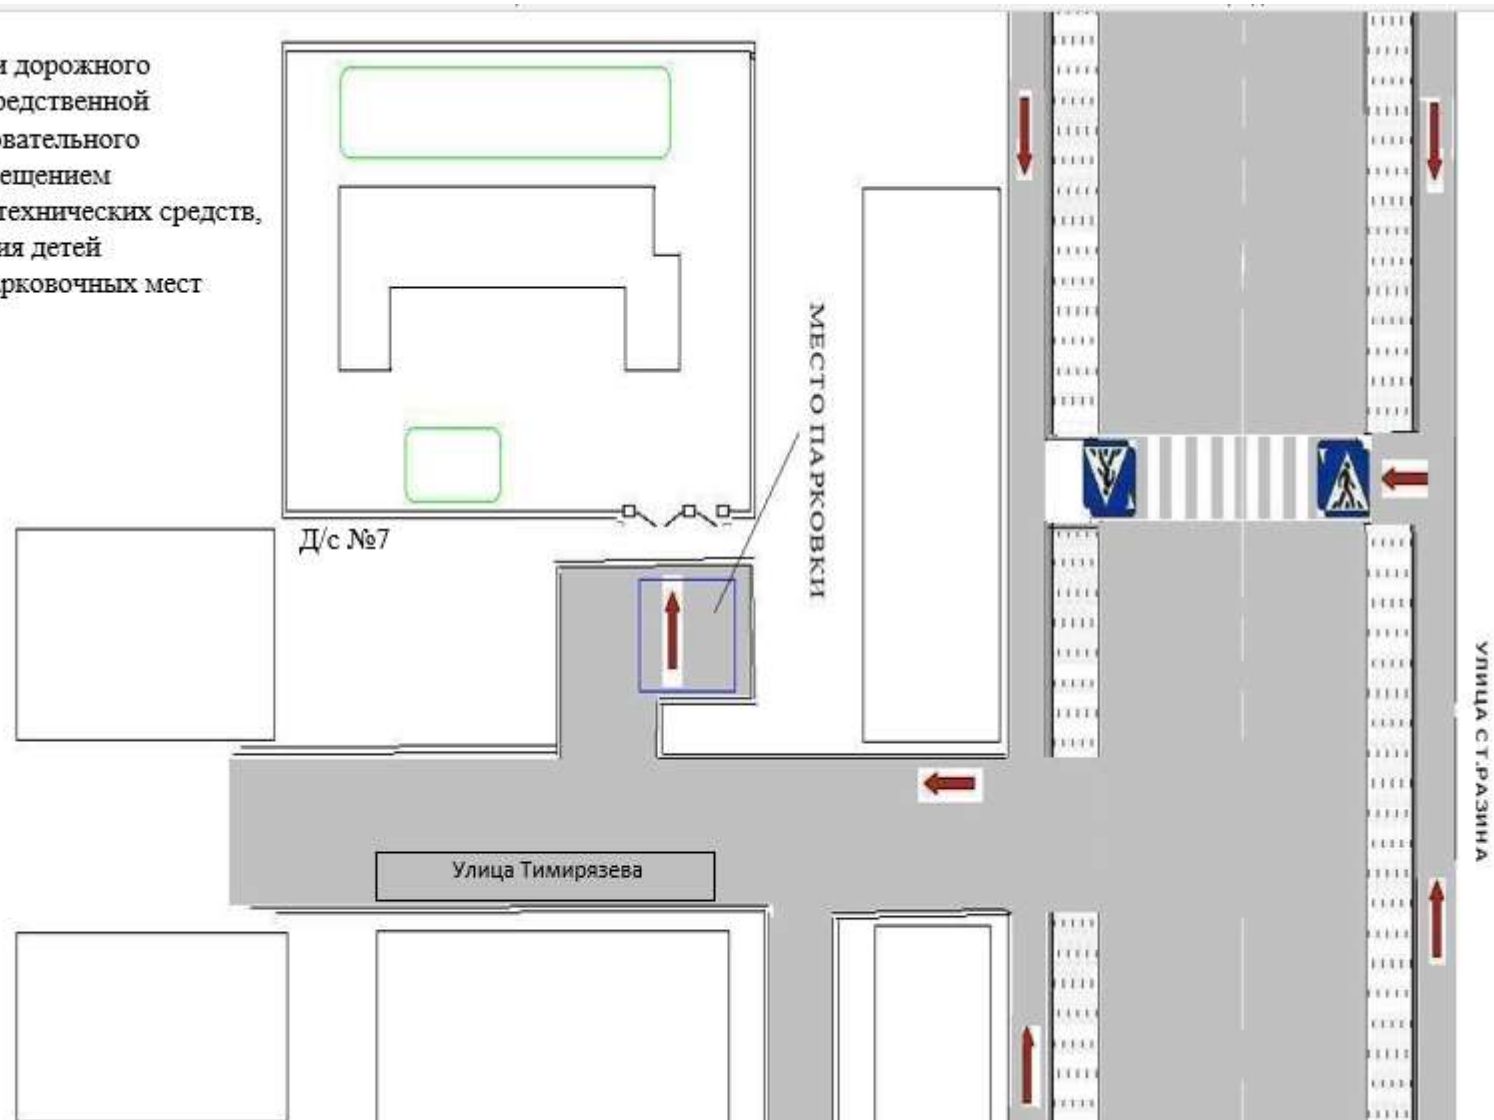 и дорожного
редственной
овательного
ещением
технических средств,
ия детей
рковочных мест
МЕСТО ПАРКОВКИ
Д/с №7
УЛИЦА СТ.РАЗИНА
Улица Тимирязева